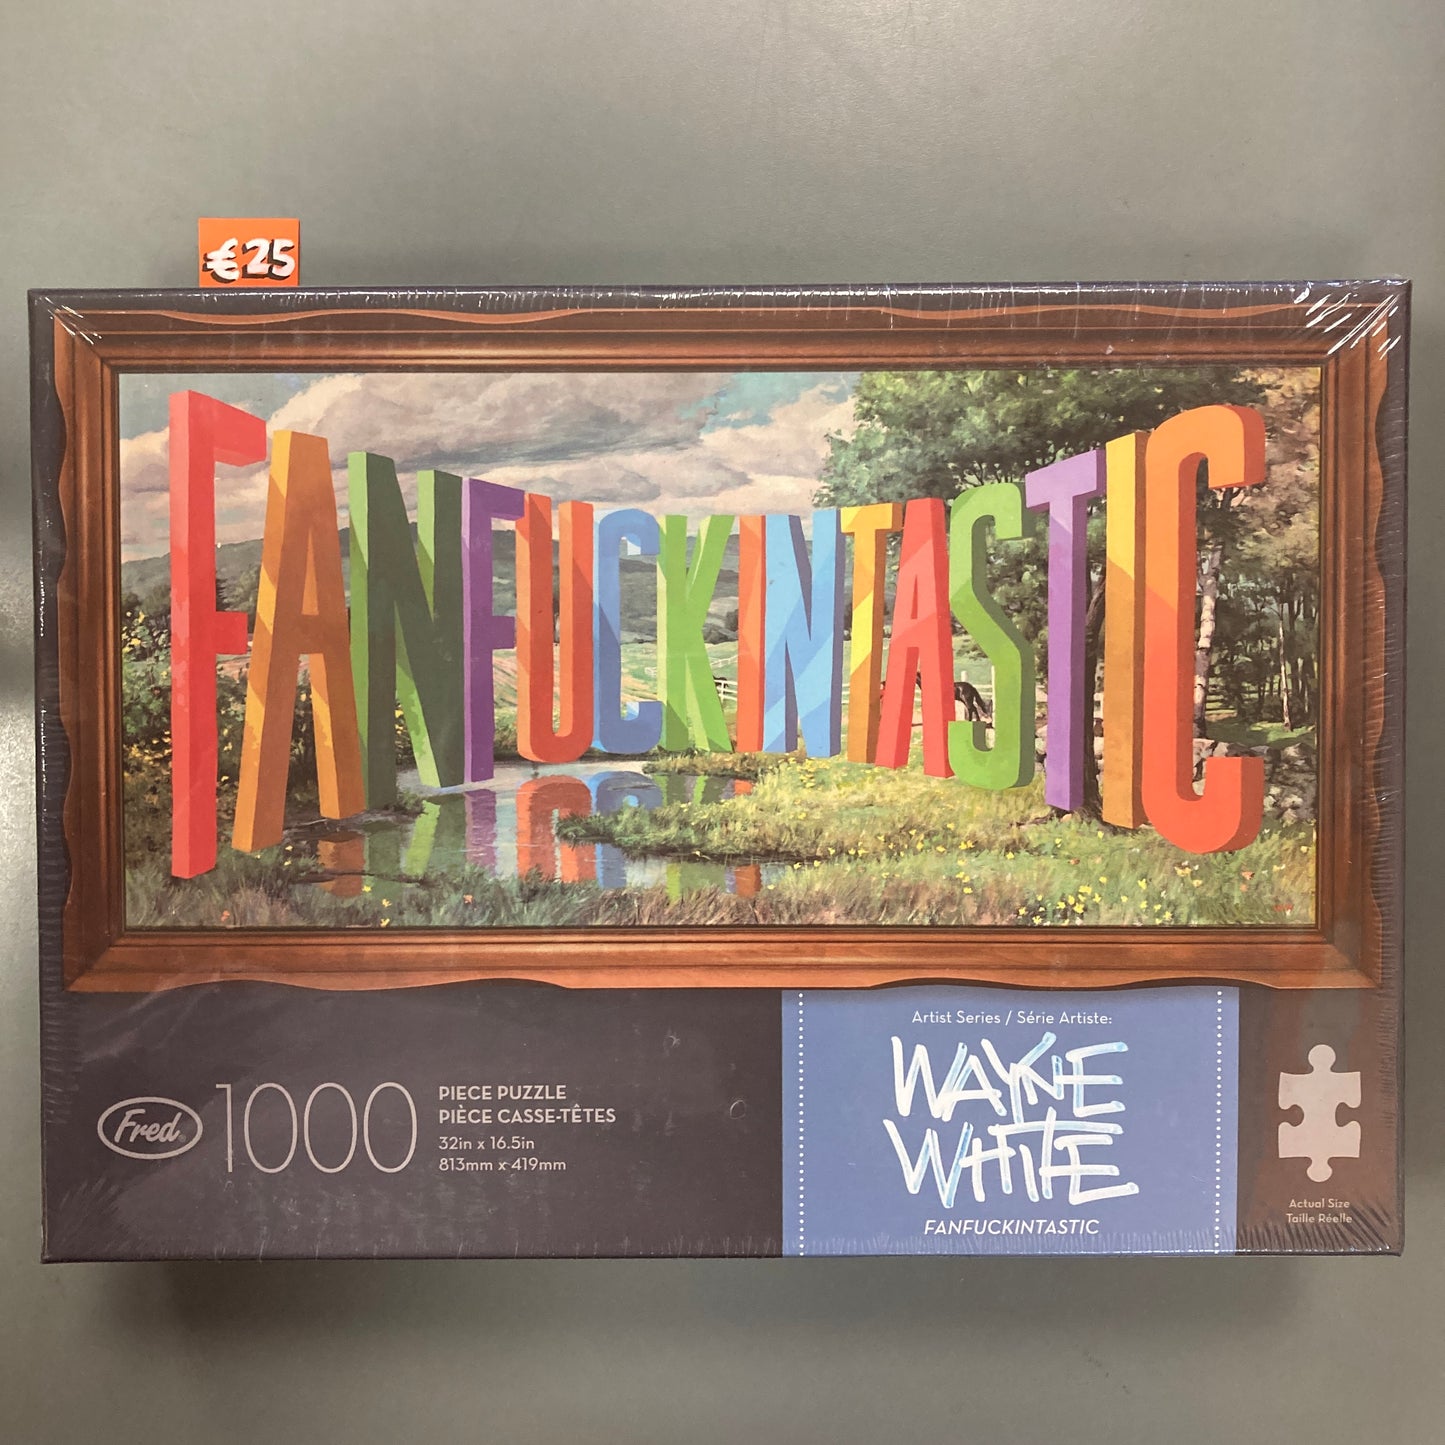 €25
FANFUCKINTASTIC
Fred
1000
PIECE PUZZLE
PIÈCE CASSE-TÊTES
32in x 16.5in
813mm x 419mm
Artist Series / Série Artiste:
WAYNE
WHITE
FANFUCKINTASTIC
Actual Size
Taille Réelle